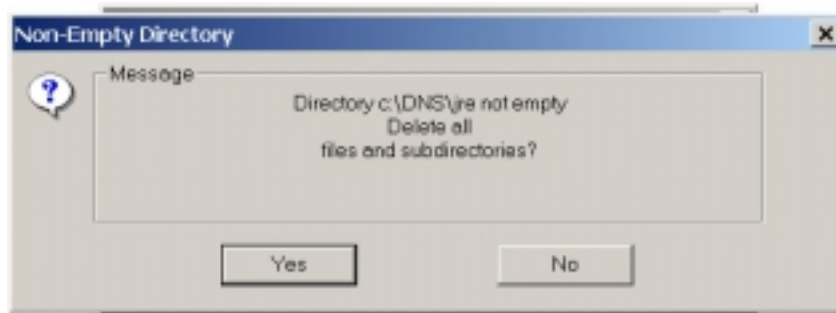 Non-Empty Directory
Message
Directory c:\DNS\jre not empty
Delete all
files and subdirectories?
Yes
No